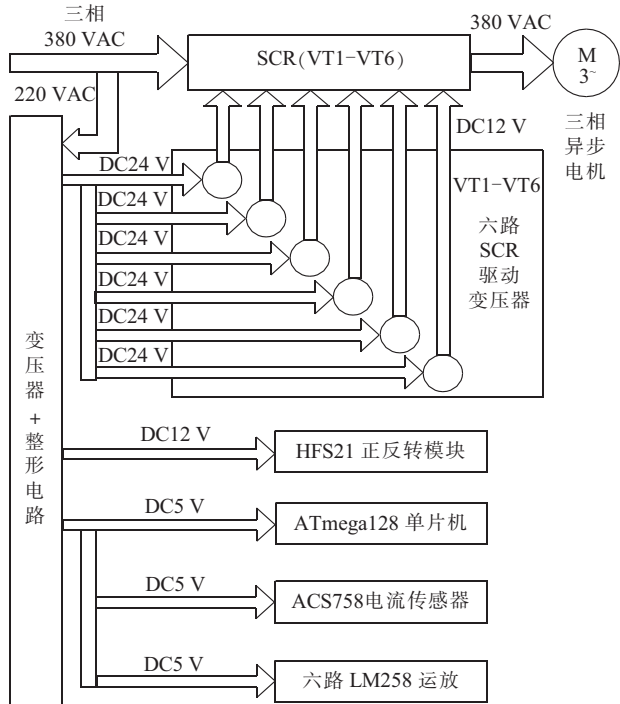 三相
380 VAC
380 VAC
SCR(VT1-VT6)
M
3~
220 VAC
DC12 V
三相
异步
电机
DC24 V
DC24 V
DC24 V
DC24 V
DC24 V
DC24 V
VT1-VT6
六路
SCR
驱动
变压器
变
压
器
+
整
形
电
路
DC12 V
HFS21 正反转模块
DC5 V
ATmega128 单片机
DC5 V
ACS758电流传感器
DC5 V
六路 LM258 运放